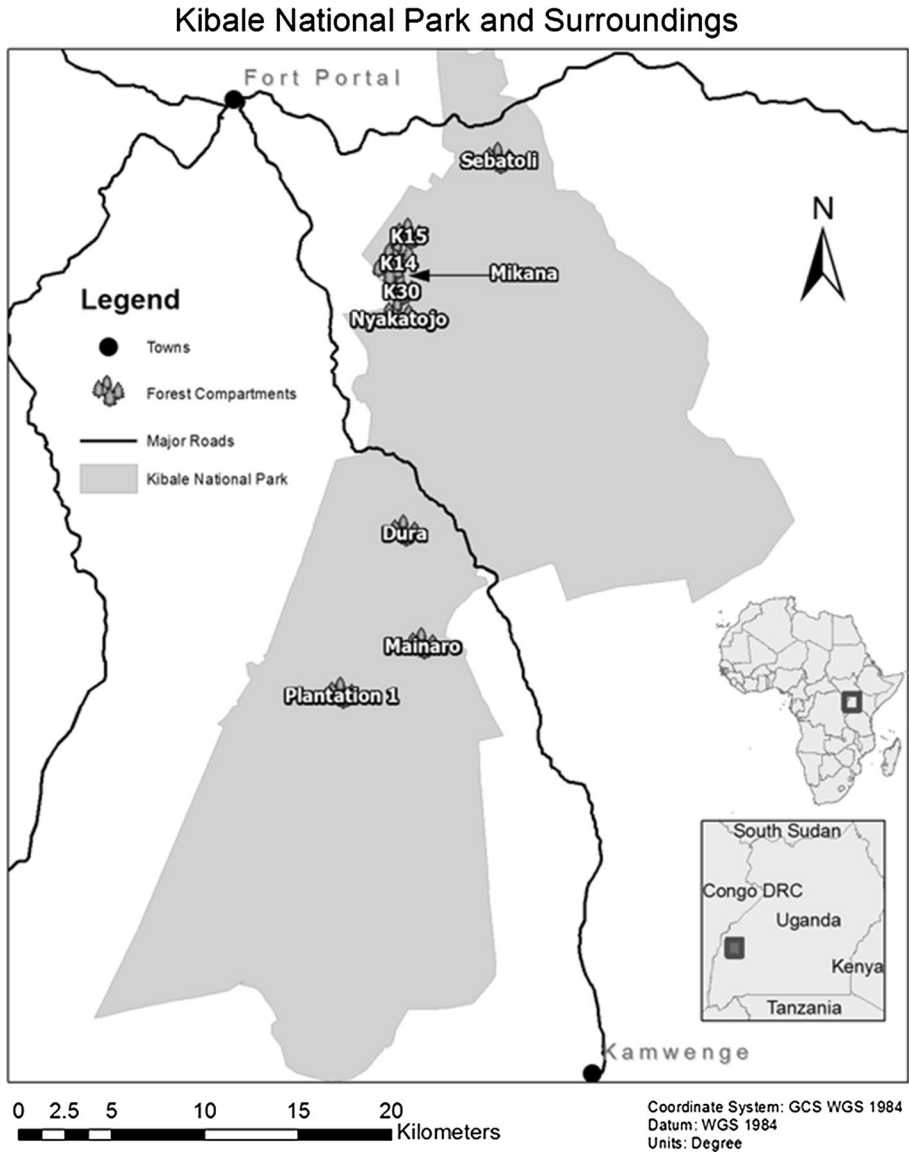 Kibale National Park and Surroundings
Fort Portal
Sebatoli
N
K15
K14
Mikana
K30
Nyakatojo
Legend
Towns
Forest Compartments
Major Roads
Kibale National Park
Dura
Mainaro
Plantation 1
South Sudan
Congo DRC
Uganda
Kenya
Tanzania
Kamwenge
0 2.5 5 10 15 20
Kilometers
Coordinate System: GCS WGS 1984
Datum: WGS 1984
Units: Degree